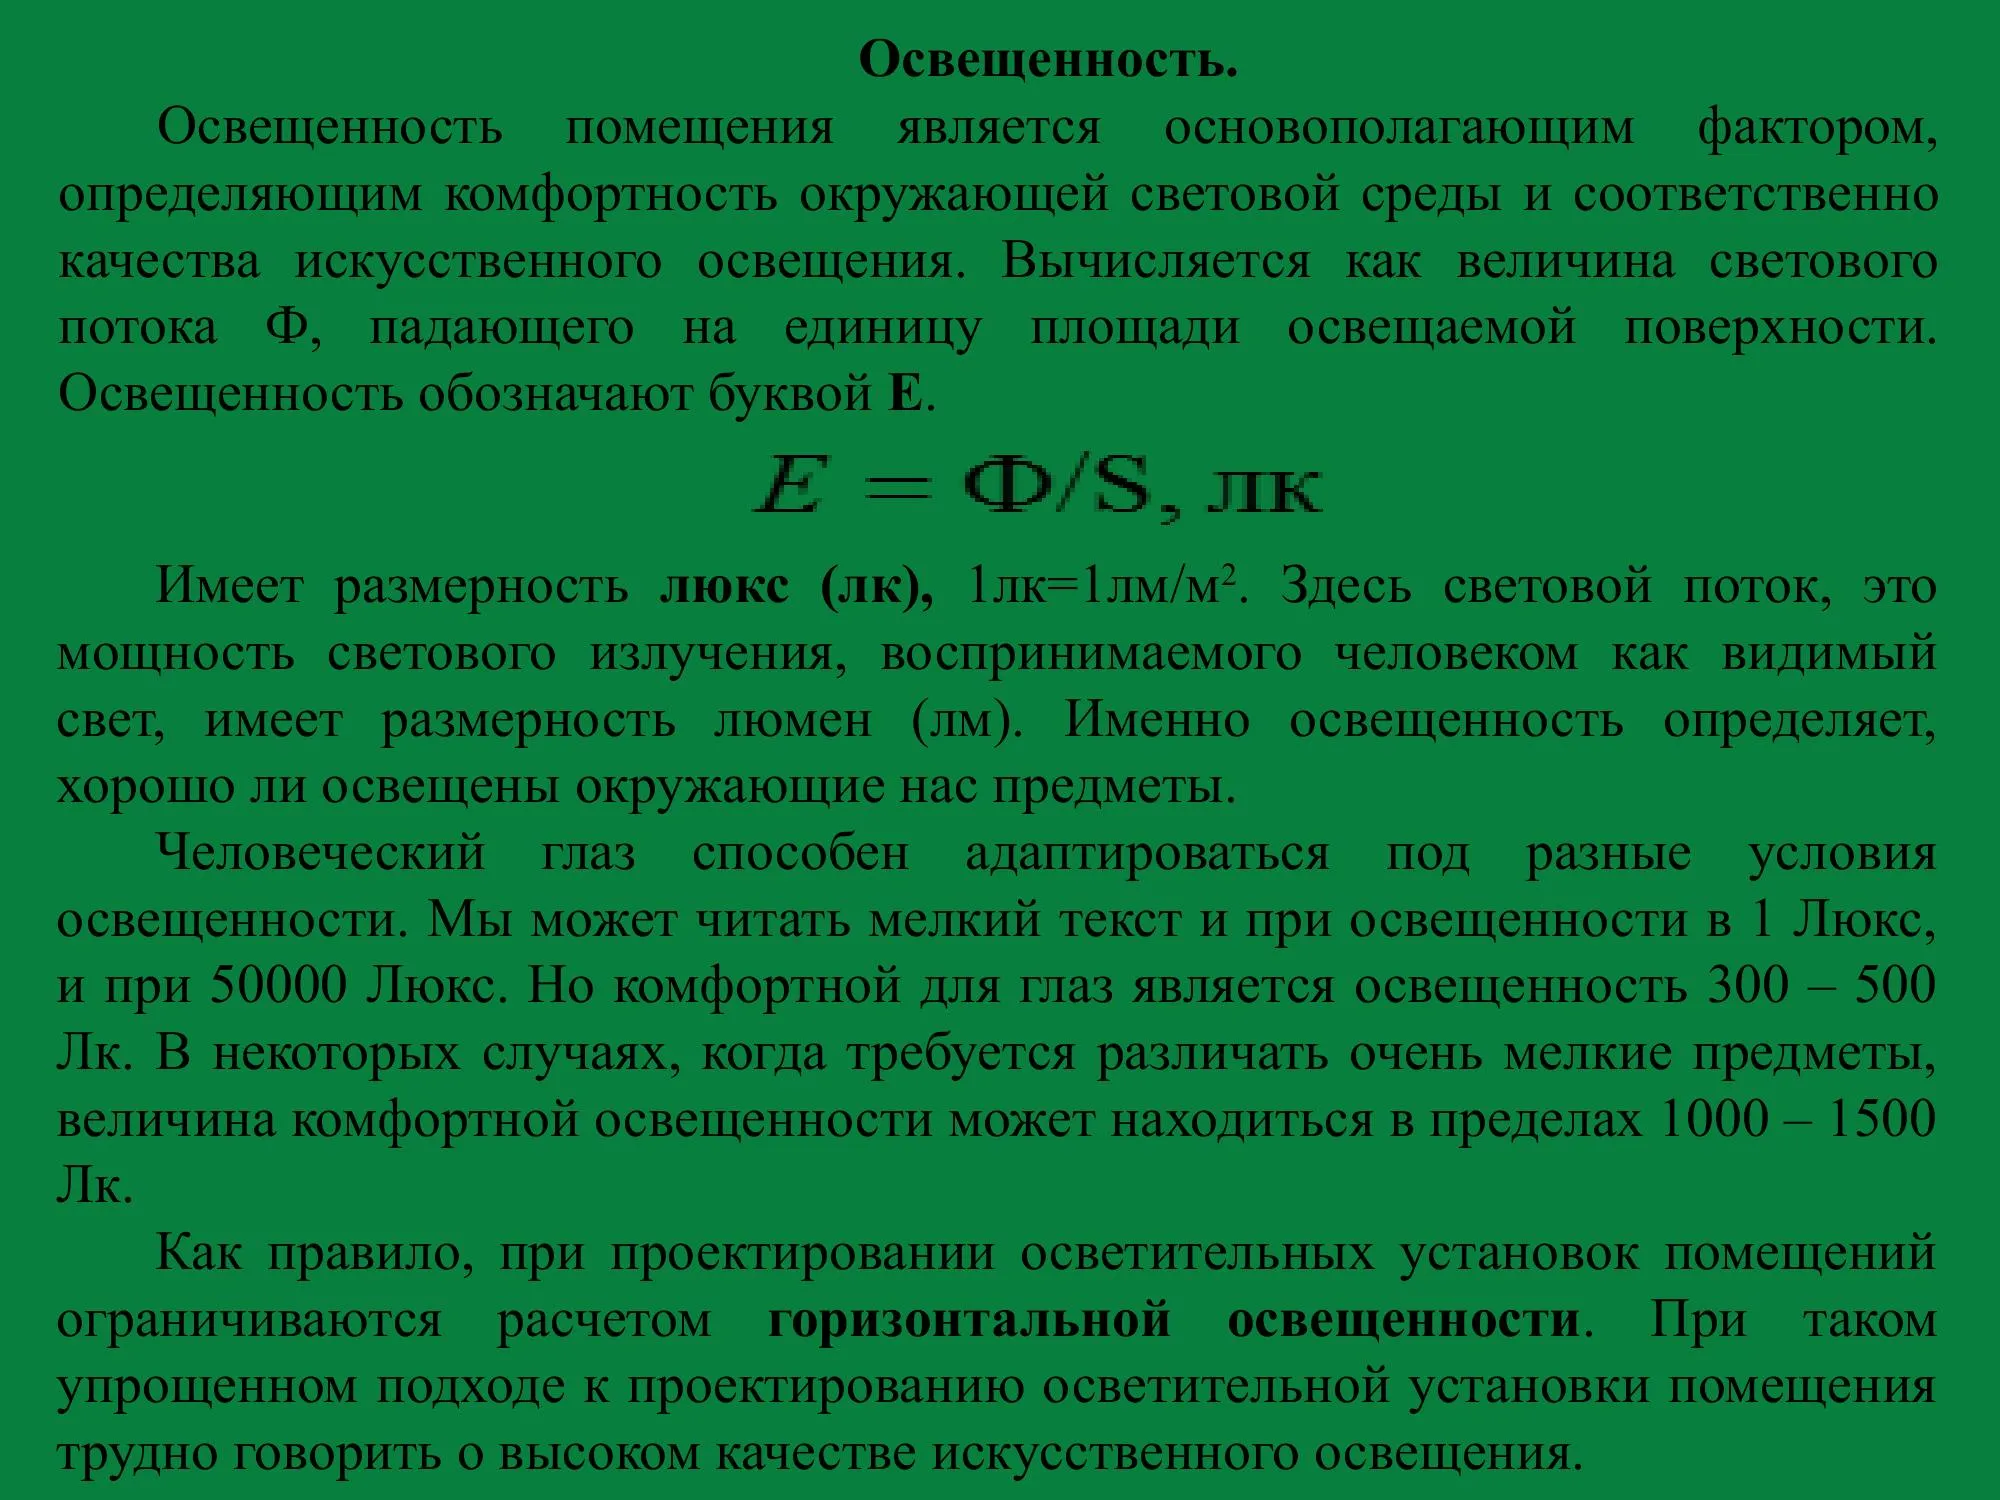 Освещенность.
Освещенность помещения является основополагающим фактором,
определяющим комфортность окружающей световой среды и соответственно
качества искусственного освещения. Вычисляется как величина светового
потока Ф, падающего на единицу площади освещаемой поверхности.
Освещенность обозначают буквой Е.
E = Ф/S, лк
Имеет размерность люкс (лк), 1лк=1лм/м². Здесь световой поток, это
мощность светового излучения, воспринимаемого человеком как видимый
свет, имеет размерность люмен (лм). Именно освещенность определяет,
хорошо ли освещены окружающие нас предметы.
Человеческий глаз способен адаптироваться под разные условия
освещенности. Мы может читать мелкий текст и при освещенности в 1 Люкс,
и при 50000 Люкс. Но комфортной для глаз является освещенность 300 – 500
Лк. В некоторых случаях, когда требуется различать очень мелкие предметы,
величина комфортной освещенности может находиться в пределах 1000 – 1500
Лк.
Как правило, при проектировании осветительных установок помещений
ограничиваются расчетом горизонтальной освещенности. При таком
упрощенном подходе к проектированию осветительной установки помещения
трудно говорить о высоком качестве искусственного освещения.